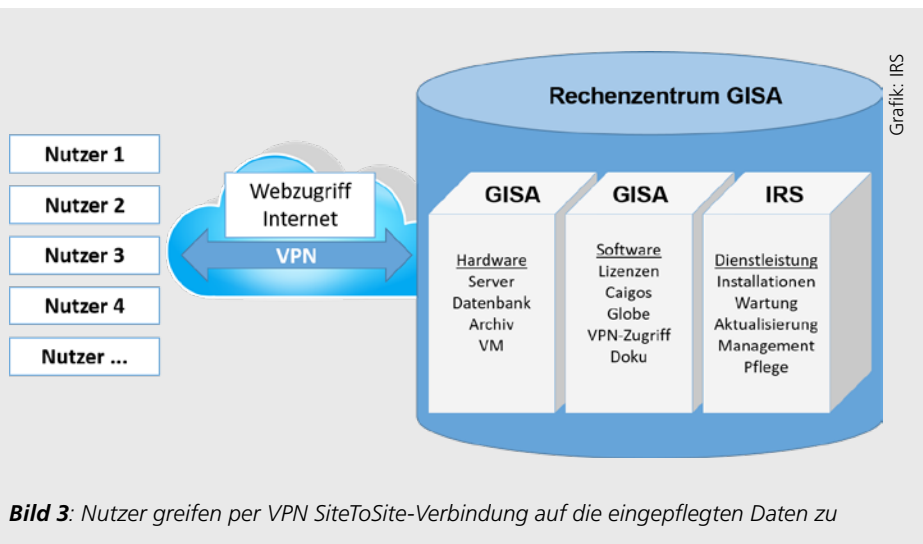 Grafik: IRS
Rechenzentrum GISA
Nutzer 1
Nutzer 2
Nutzer 3
Nutzer 4
Nutzer ...
Webzugriff
Internet
VPN
GISA
Hardware
Server
Datenbank
Archiv
VM
GISA
Software
Lizenzen
Caigos
Globe
VPN-Zugriff
Doku
IRS
Dienstleistung
Installationen
Wartung
Aktualisierung
Management
Pflege
Bild 3: Nutzer greifen per VPN SiteToSite-Verbindung auf die eingepflegten Daten zu